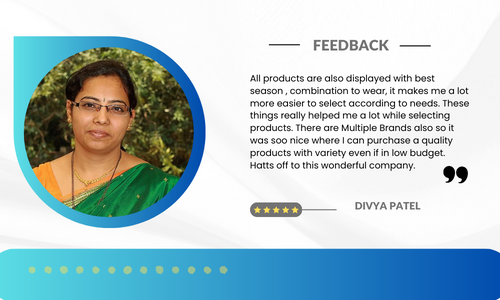 FEEDBACK
All products are also displayed with best
season , combination to wear, it makes me a lot
more easier to select according to needs. These
things really helped me a lot while selecting
products. There are Multiple Brands also so it
was soo nice where I can purchase a quality
products with variety even if in low budget.
Hatts off to this wonderful company.
DIVYA PATEL